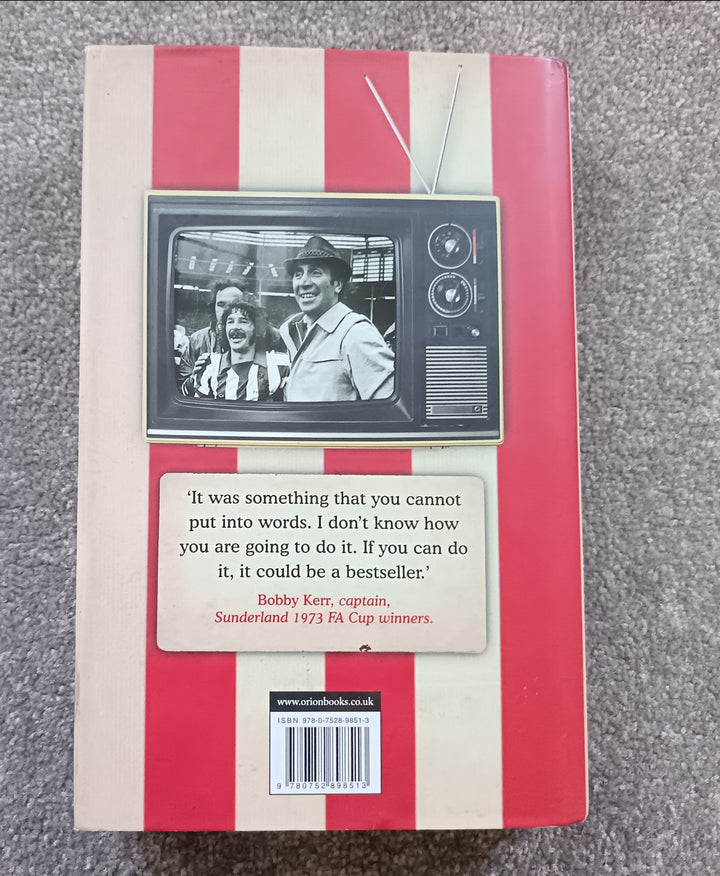 ‘It was something that you cannot
put into words. I don’t know how
you are going to do it. If you can do
it, it could be a bestseller.’
Bobby Kerr, captain,
Sunderland 1973 FA Cup winners.
www.orionbooks.co.uk
ISBN 978-0-7528-9851-3
9 780752 898513